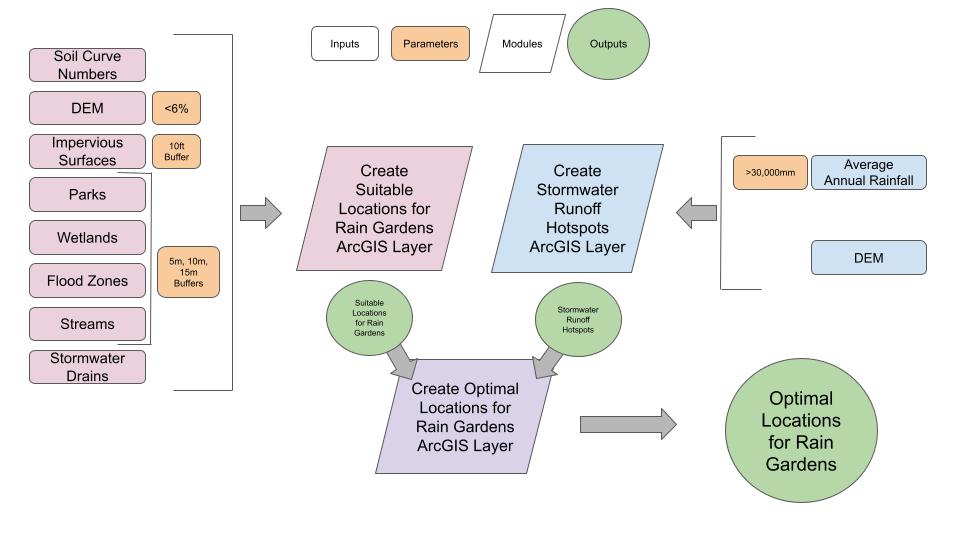 Inputs
Parameters
Modules
Outputs
Soil Curve
Numbers
DEM
<6%
Impervious
Surfaces
10ft
Buffer
Parks
Wetlands
Flood Zones
Streams
5m, 10m,
15m
Buffers
Stormwater
Drains
Create
Suitable
Locations for
Rain Gardens
ArcGIS Layer
Create
Stormwater
Runoff
Hotspots
ArcGIS Layer
>30,000mm
Average
Annual Rainfall
DEM
Suitable
Locations
for Rain
Gardens
Stormwater
Runoff
Hotspots
Create Optimal
Locations for
Rain Gardens
ArcGIS Layer
Optimal
Locations
for Rain
Gardens